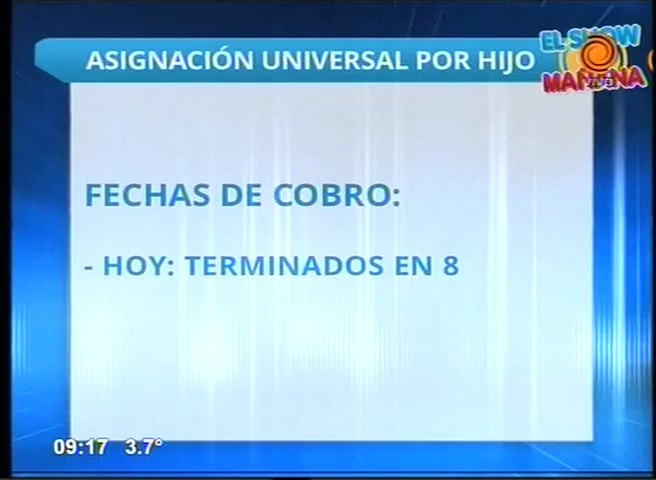 ASIGNACIÓN UNIVERSAL POR HIJO
EL SHOW
MAÑANA
FECHAS DE COBRO:
- HOY: TERMINADOS EN 8
09:17 3.7°